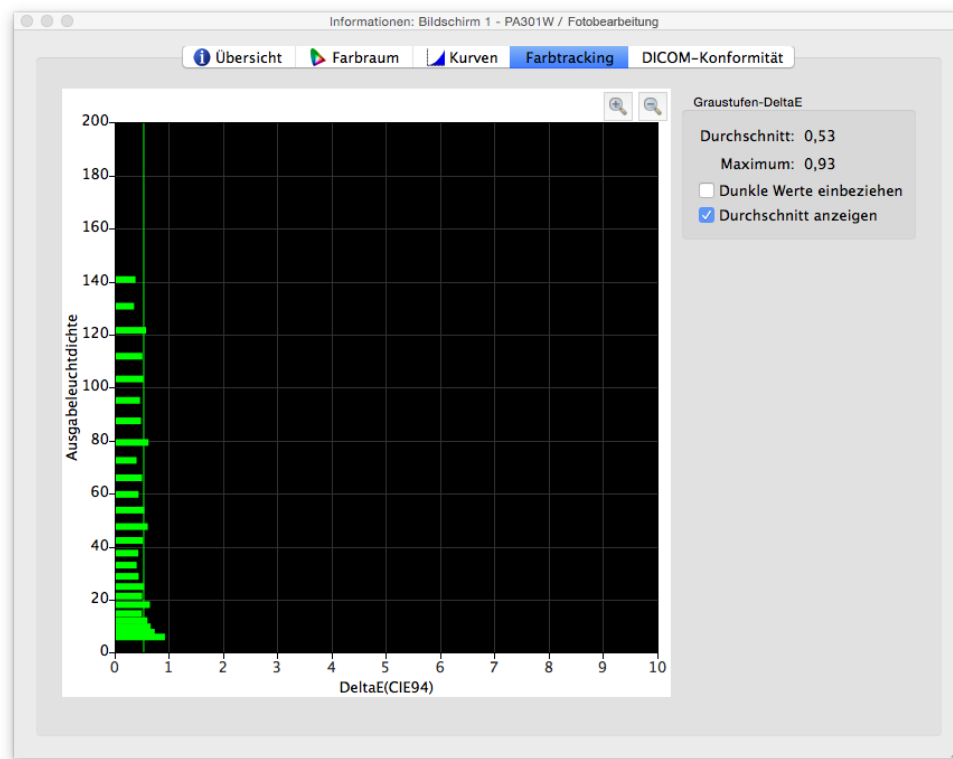 Informationen: Bildschirm 1 - PA301W / Fotobearbeitung
Übersicht Farbraum Kurven Farbtracking DICOM-Konformität
Graustufen-DeltaE
Durchschnitt: 0,53
Maximum: 0,93
Dunkle Werte einbeziehen
Durchschnitt anzeigen
Ausgabeleuchtdichte
200
180
160
140
120
100
80
60
40
20
0
0 1 2 3 4 5 6 7 8 9 10
DeltaE(CIE94)